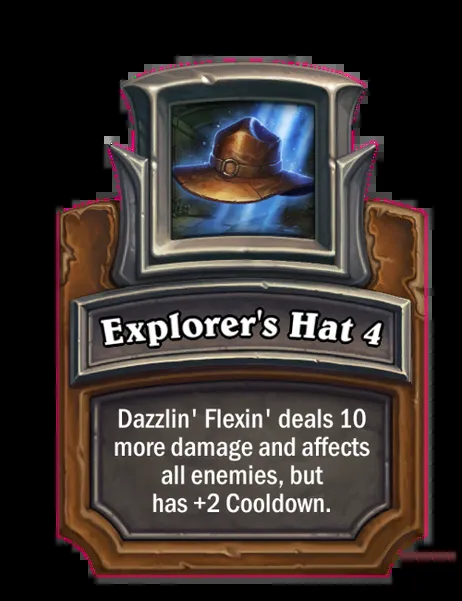 Explorer's Hat 4
Dazzlin' Flexin' deals 10
more damage and affects
all enemies, but
has +2 Cooldown.